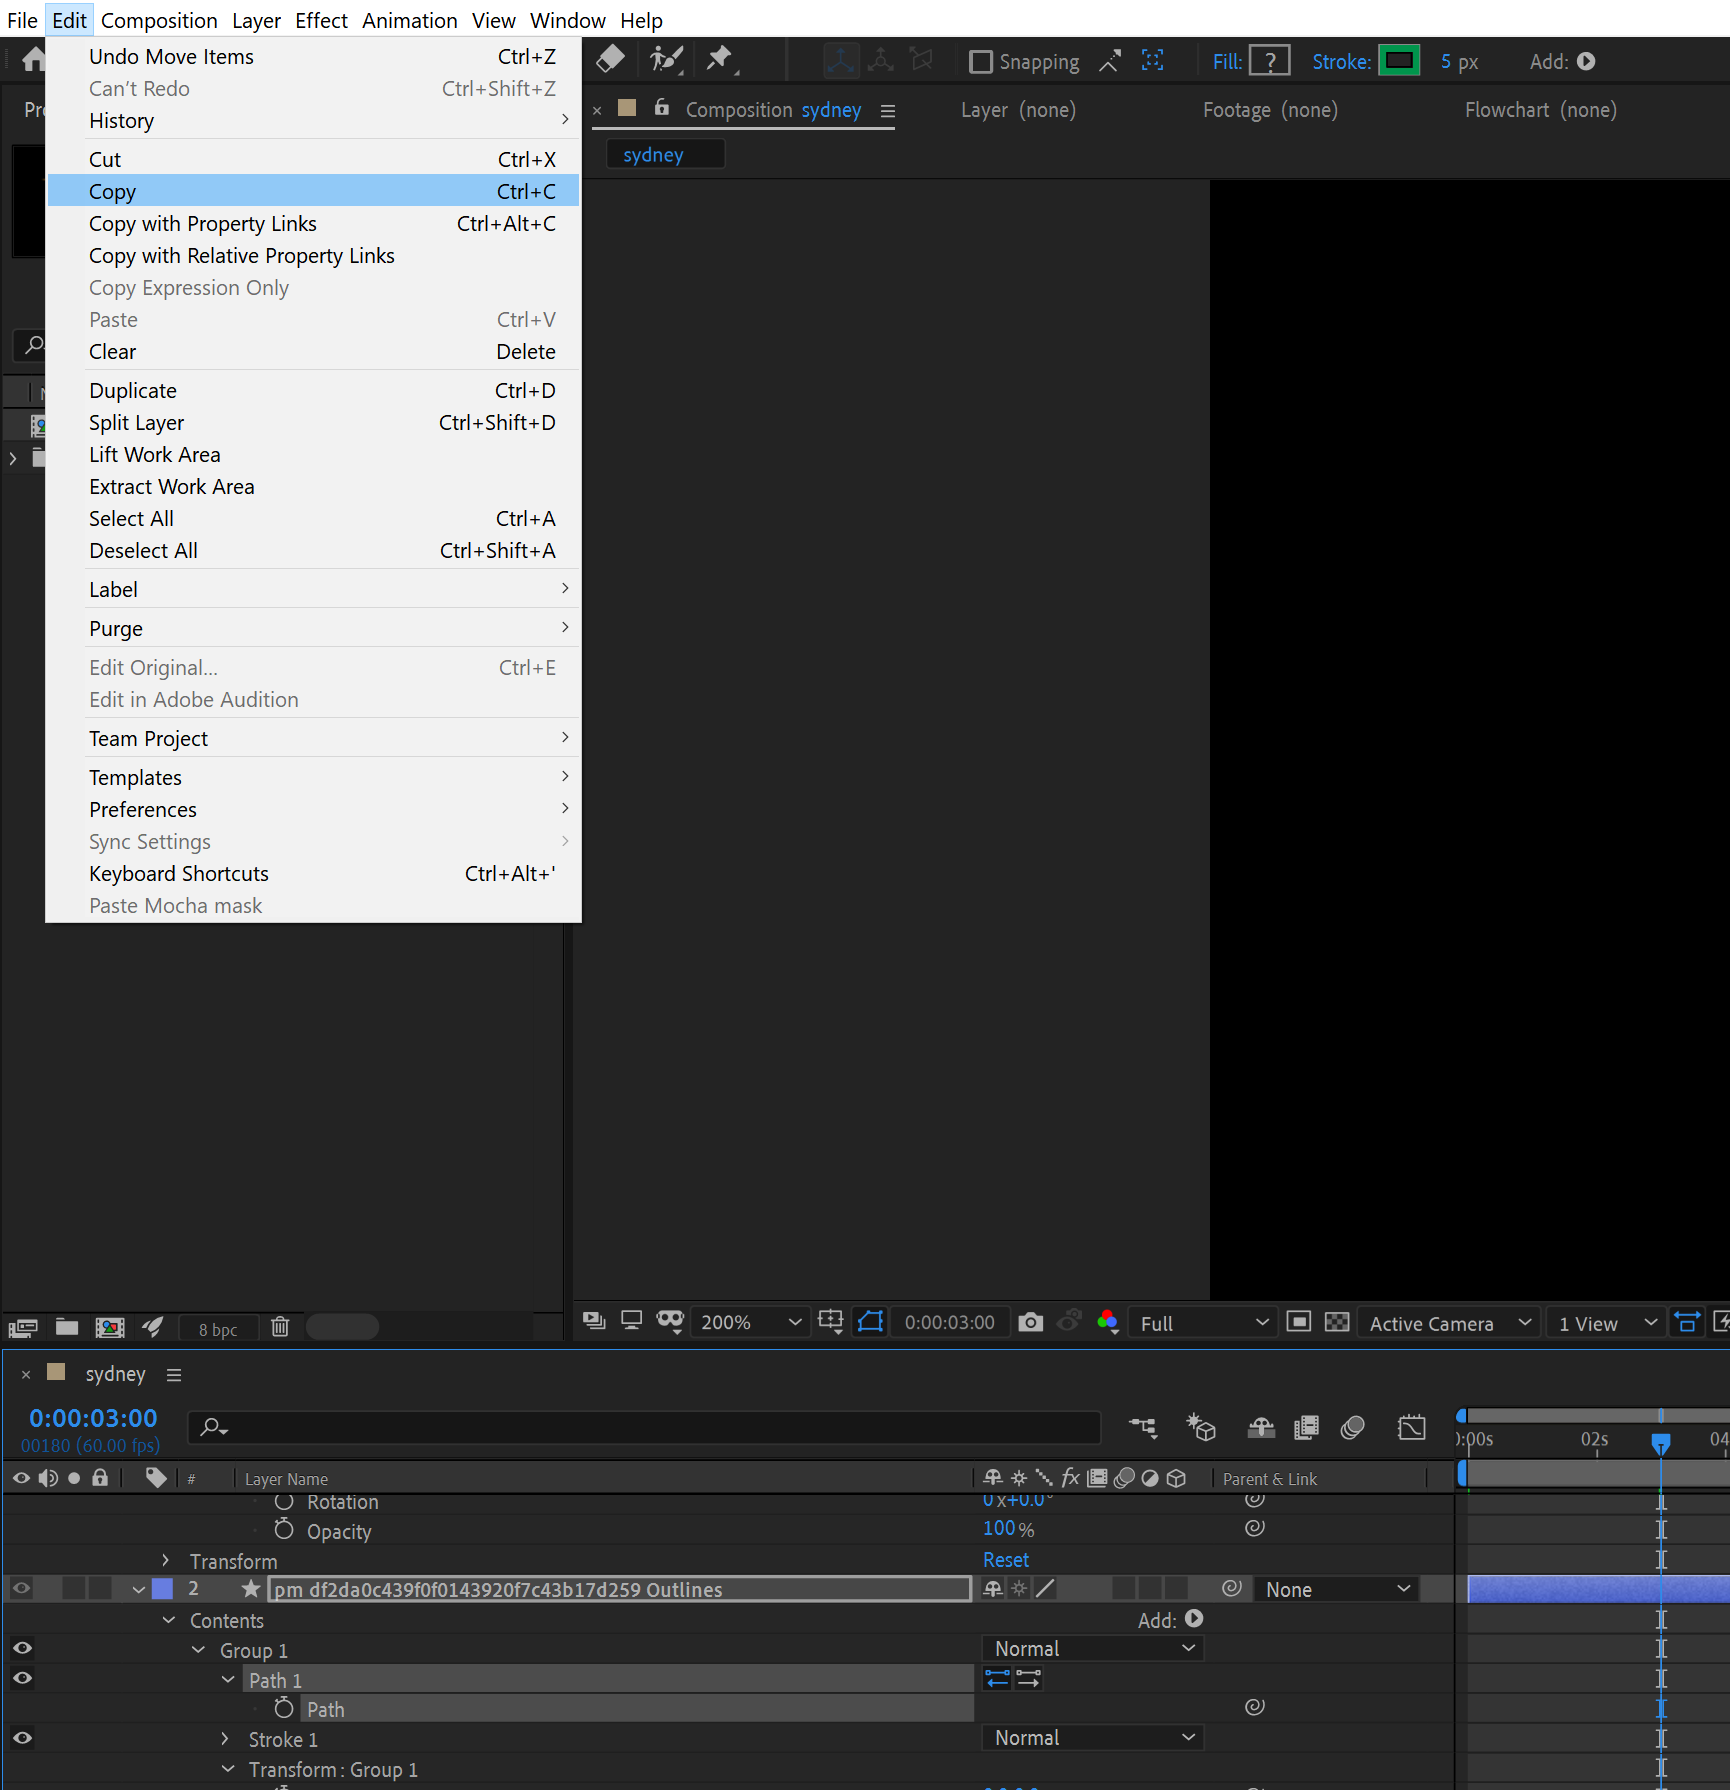 File Edit Composition Layer Effect Animation View Window Help
Undo Move Items Ctrl+Z
Can't Redo Ctrl+Shift+Z
History
Cut Ctrl+X
Copy Ctrl+C
Copy with Property Links Ctrl+Alt+C
Copy with Relative Property Links
Copy Expression Only
Paste Ctrl+V
Clear Delete
Duplicate Ctrl+D
Split Layer Ctrl+Shift+D
Lift Work Area
Extract Work Area
Select All Ctrl+A
Deselect All Ctrl+Shift+A
Label
Purge
Edit Original... Ctrl+E
Edit in Adobe Audition
Team Project
Templates
Preferences
Sync Settings
Keyboard Shortcuts Ctrl+Alt+'
Paste Mocha mask
Snapping Fill: ? Stroke: 5 px Add:
Composition sydney Layer (none) Footage (none) Flowchart (none)
sydney
8 bpc 200% 0:00:03:00 Full Active Camera 1 View
sydney
0:00:03:00
00180 (60.00 fps)
):00s 02s 04
# Layer Name fx Parent & Link
Rotation 0x+0.0°
Opacity 100%
Transform Reset
2 pm df2da0c439f0f0143920f7c43b17d259 Outlines None
Contents Add:
Group 1 Normal
Path 1
Path
Stroke 1 Normal
Transform: Group 1